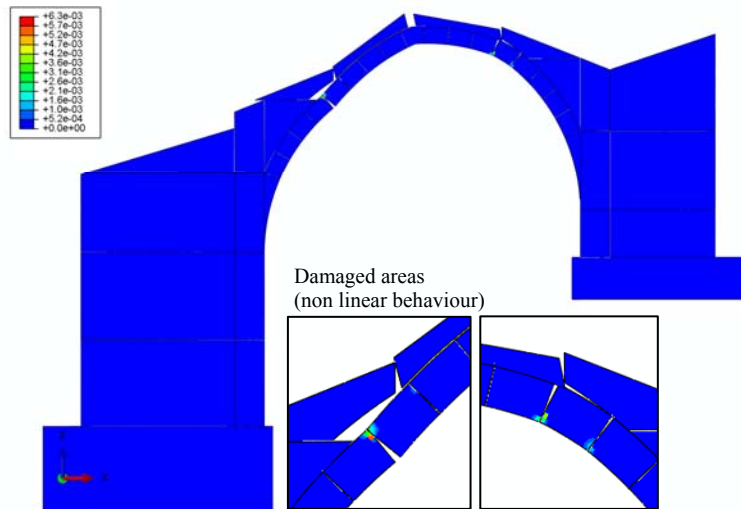 +6.3e-03
+5.7e-03
+5.2e-03
+4.7e-03
+4.2e-03
+3.6e-03
+3.1e-03
+2.6e-03
+2.1e-03
+1.6e-03
+1.0e-03
+5.2e-04
+0.0e+00
Damaged areas
(non linear behaviour)
X